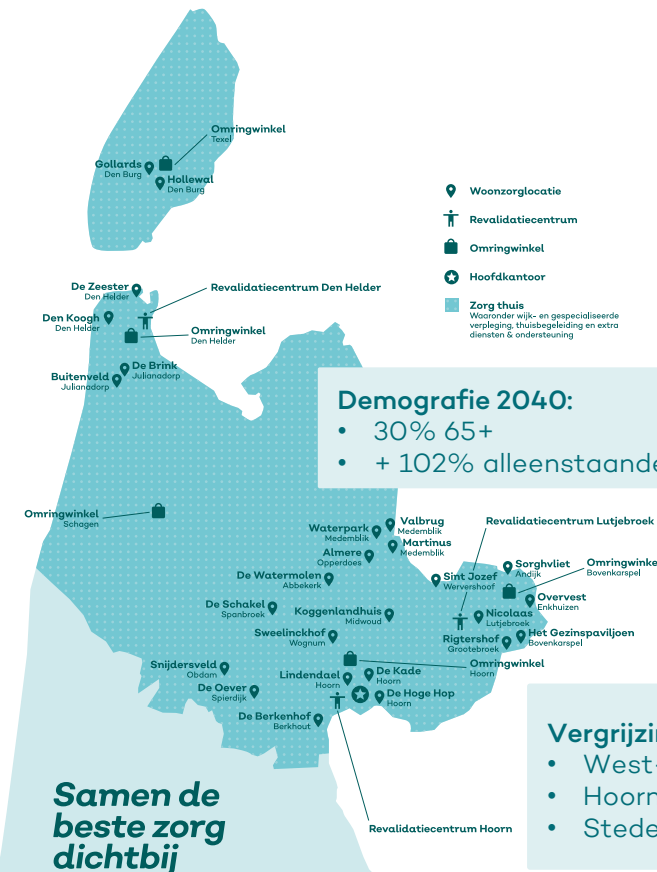 Omringwinkel
Texel
Gollards
Den Burg
Hollewal
Den Burg
Woonzorglocatie
Revalidatiecentrum
Omringwinkel
Hoofdkantoor
Zorg thuis
Waaronder wijk- en gespecialiseerde
verpleging, thuisbegeleiding en extra
diensten & ondersteuning
De Zeester
Den Helder
Revalidatiecentrum Den Helder
Den Koogh
Den Helder
Omringwinkel
Den Helder
De Brink
Julianadorp
Buitenveld
Julianadorp
Demografie 2040:
• 30% 65+
• + 102% alleenstaande
Omringwinkel
Schagen
Waterpark
Medemblik
Valbrug
Medemblik
Revalidatiecentrum Lutjebroek
Martinus
Medemblik
Almere
Opperdoes
De Watermolen
Abbekerk
Sint Jozef
Wervershoof
Sorghvliet
Andijk
Omringwinke
Bovenkarspel
Overvest
Enkhuizen
De Schakel
Spanbroek
Koggenlandhuis
Midwoud
Nicolaas
Lutjebroek
Sweelinckhof
Wognum
Rigtershof
Grootebroek
Het Gezinspaviljoen
Bovenkarspel
Omringwinkel
Hoorn
Snijdersveld
Obdam
Lindendael
Hoorn
De Kade
Hoorn
De Oever
Spierdijk
De Hoge Hop
Hoorn
De Berkenhof
Berkhout
Vergrijzi
• West-
• Hoorn
• Stede
Samen de
beste zorg
dichtbij
Revalidatiecentrum Hoorn